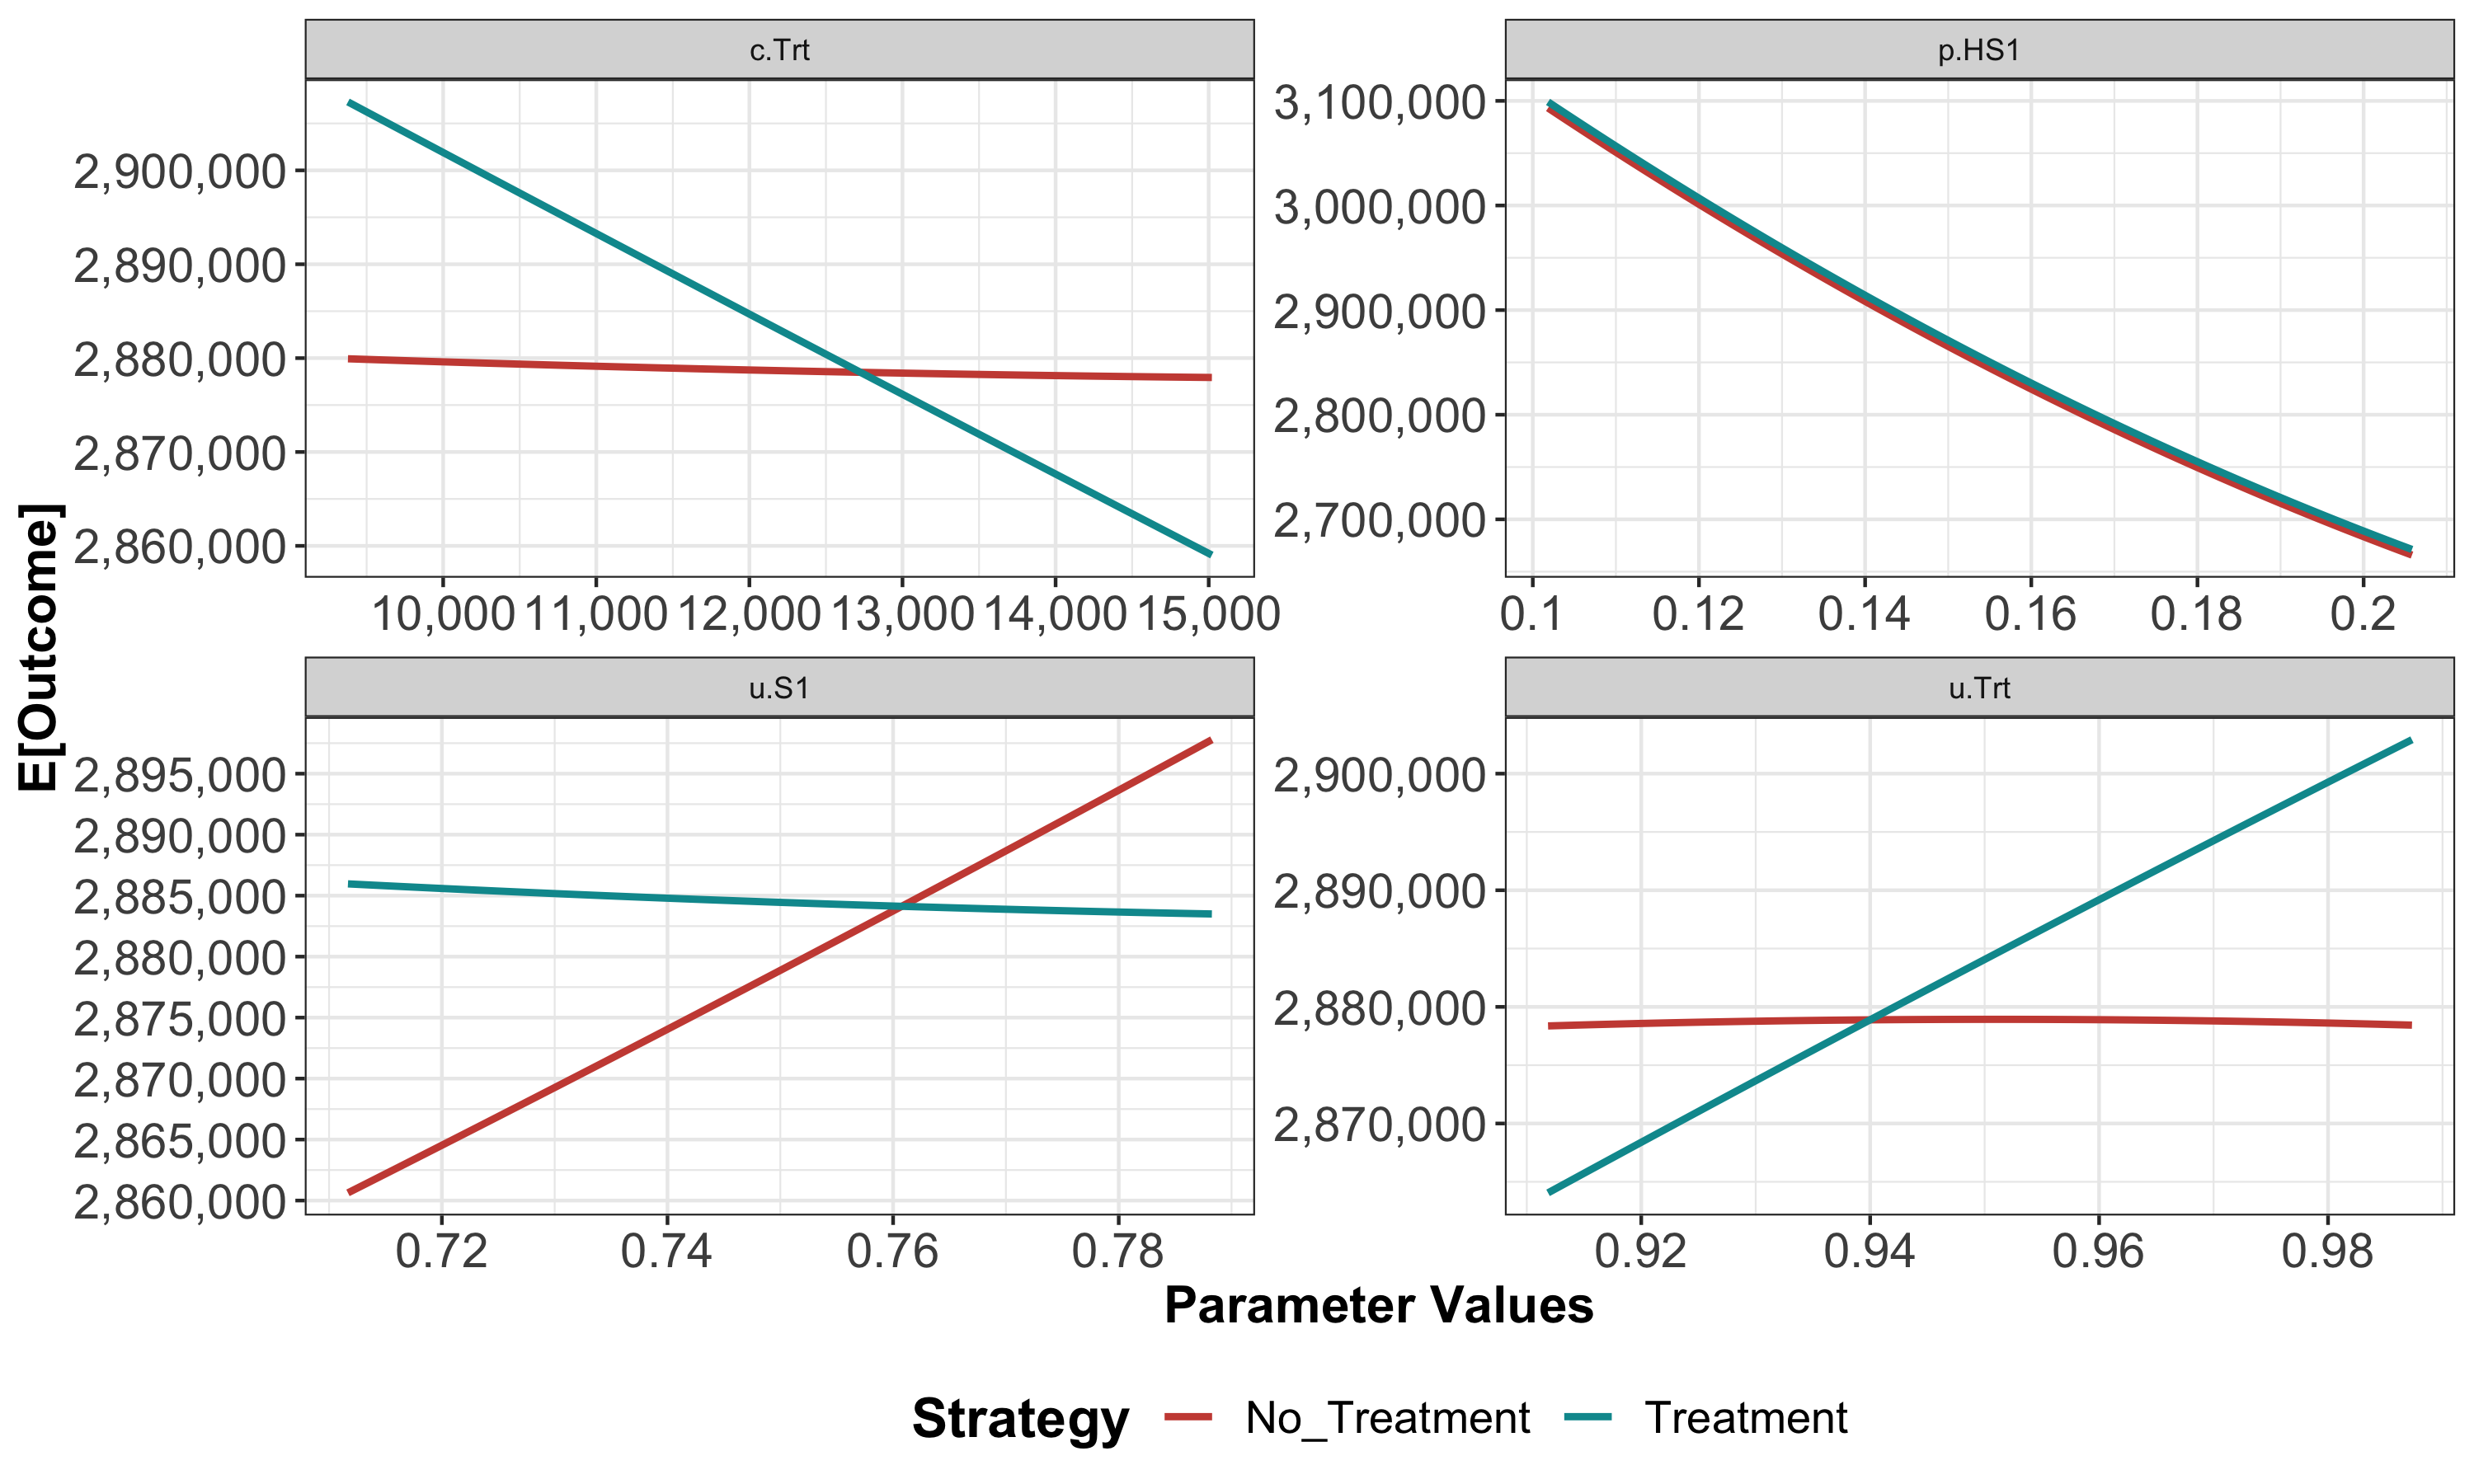 c.Trt
2,900,000
2,890,000
2,880,000
2,870,000
2,860,000
10,000 11,000 12,000 13,000 14,000 15,000
p.HS1
3,100,000
3,000,000
2,900,000
2,800,000
2,700,000
0.1 0.12 0.14 0.16 0.18 0.2
E[Outcome]
u.S1
2,895,000
2,890,000
2,885,000
2,880,000
2,875,000
2,870,000
2,865,000
2,860,000
0.72 0.74 0.76 0.78
u.Trt
2,900,000
2,890,000
2,880,000
2,870,000
0.92 0.94 0.96 0.98
Parameter Values
Strategy No_Treatment Treatment